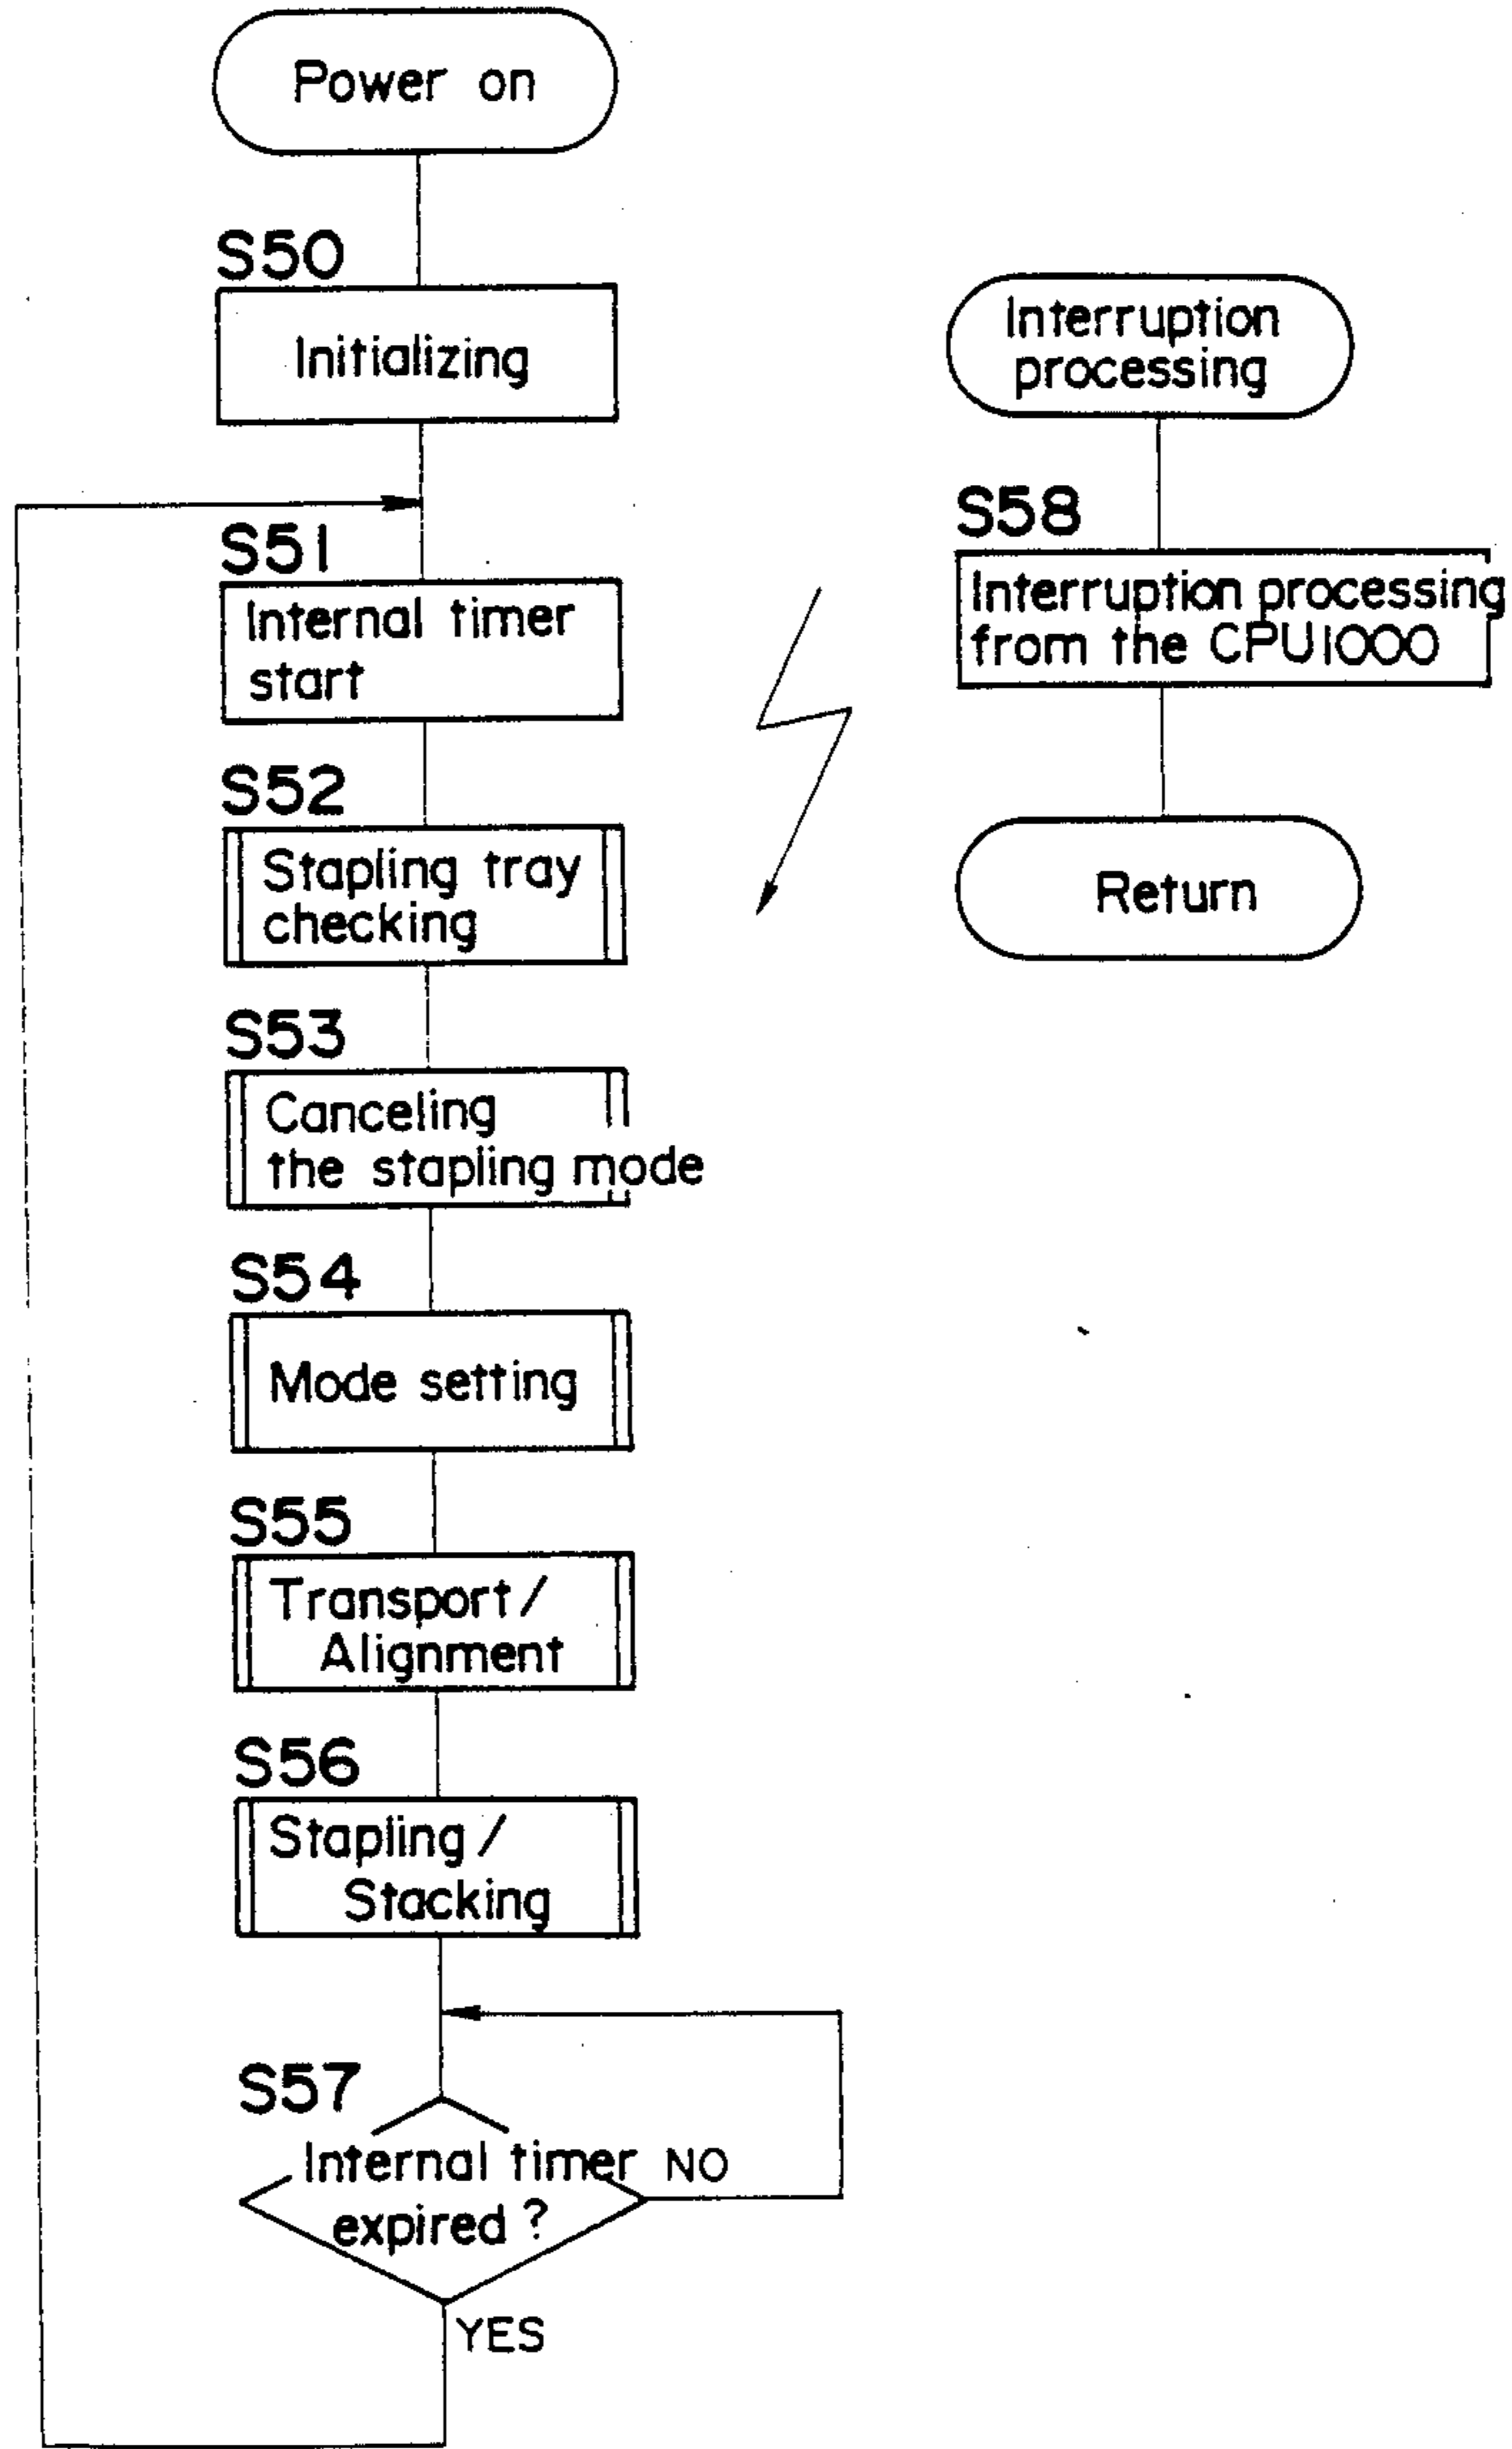 Power on
S50
Initializing
S51
Internal timer
start
S52
Stapling tray
checking
S53
Canceling
the stapling mode
S54
Mode setting
S55
Transport/
Alignment
S56
Stapling/
Stacking
S57
Internal timer NO
expired?
YES
Interruption
processing
S58
Interruption processing
from the CPU1000
Return